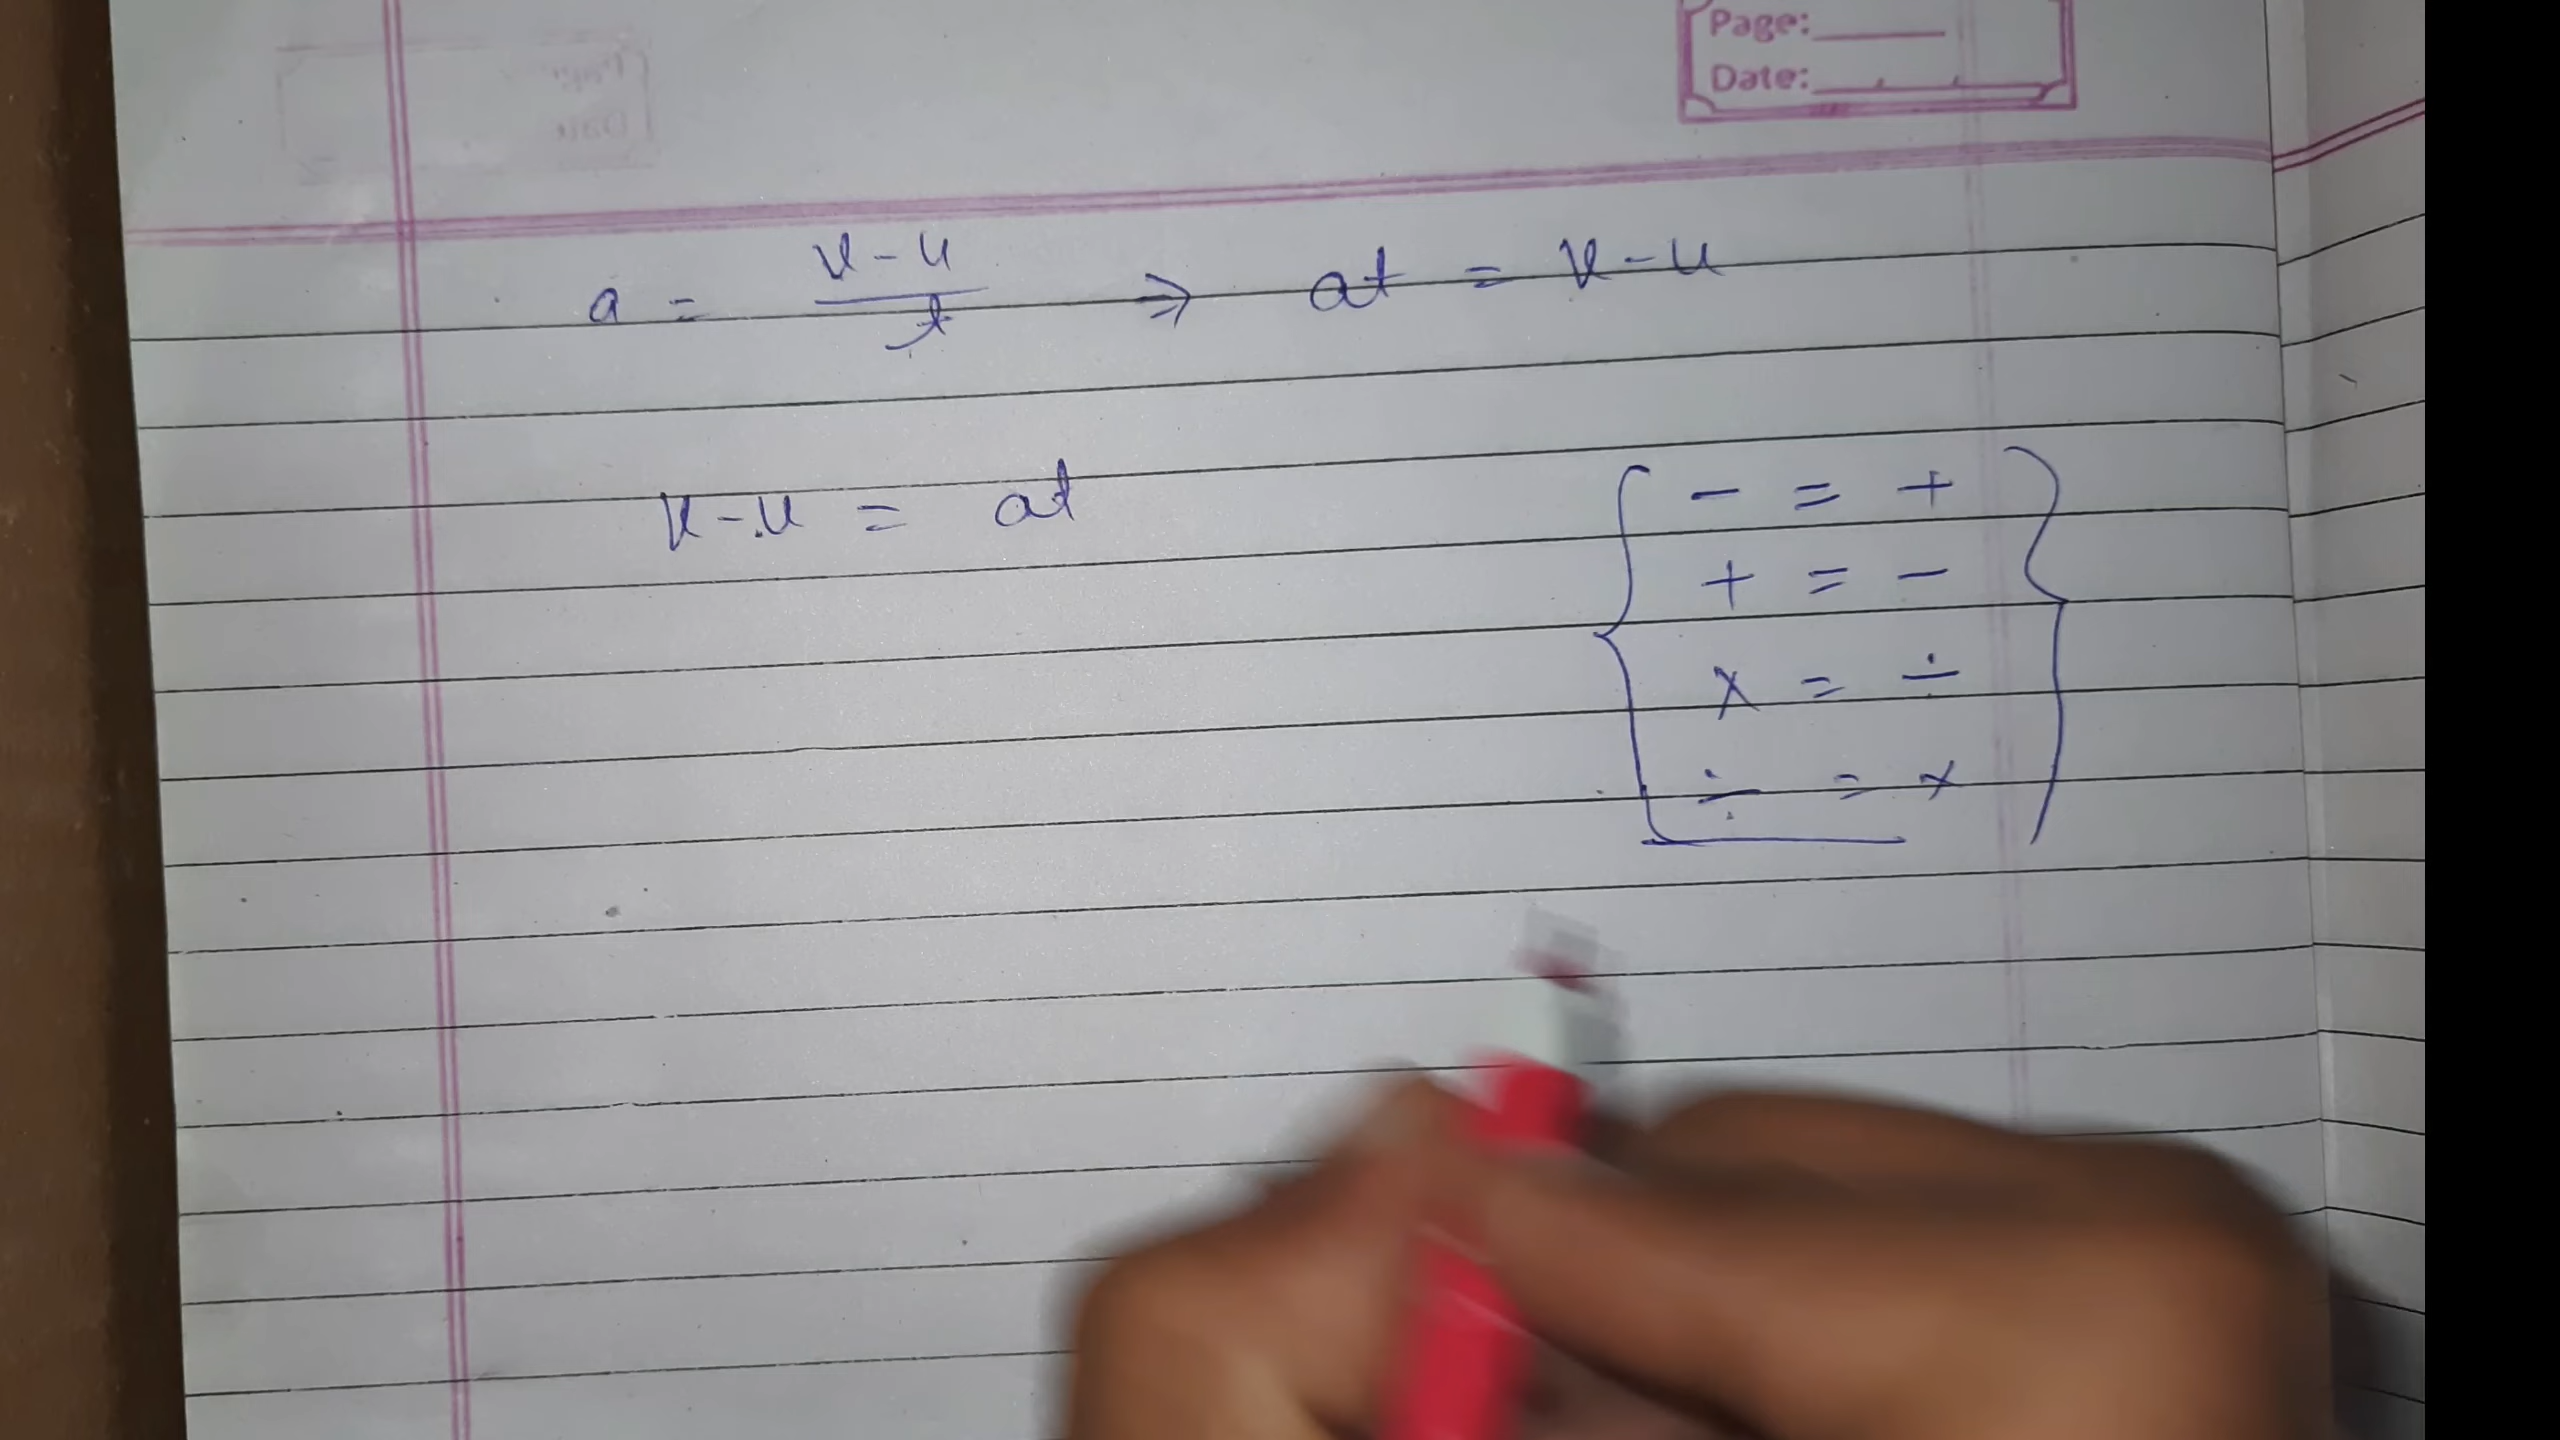 Page:
Date:
a = v-u/t ⇒ at = v-u
v-u = at
- = +
+ = -
× = ÷
÷ = ×